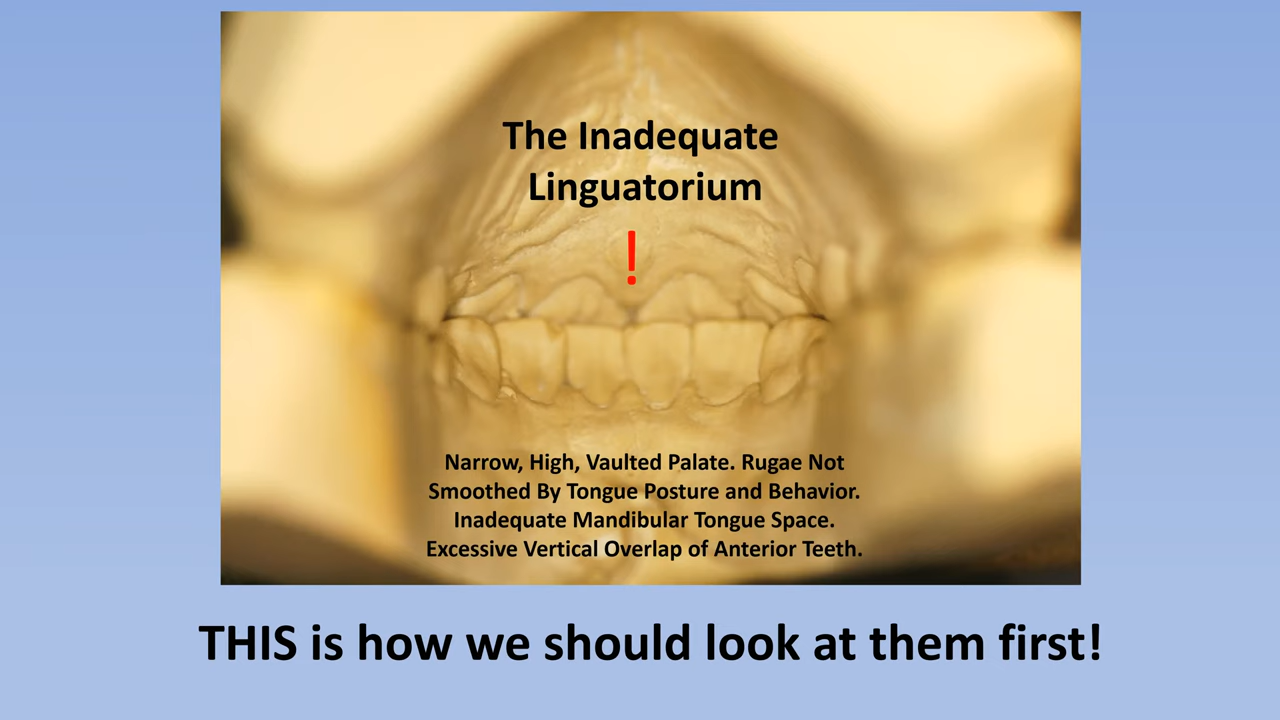 The Inadequate
Linguatorium
!
Narrow, High, Vaulted Palate. Rugae Not
Smoothed By Tongue Posture and Behavior.
Inadequate Mandibular Tongue Space.
Excessive Vertical Overlap of Anterior Teeth.
THIS is how we should look at them first!